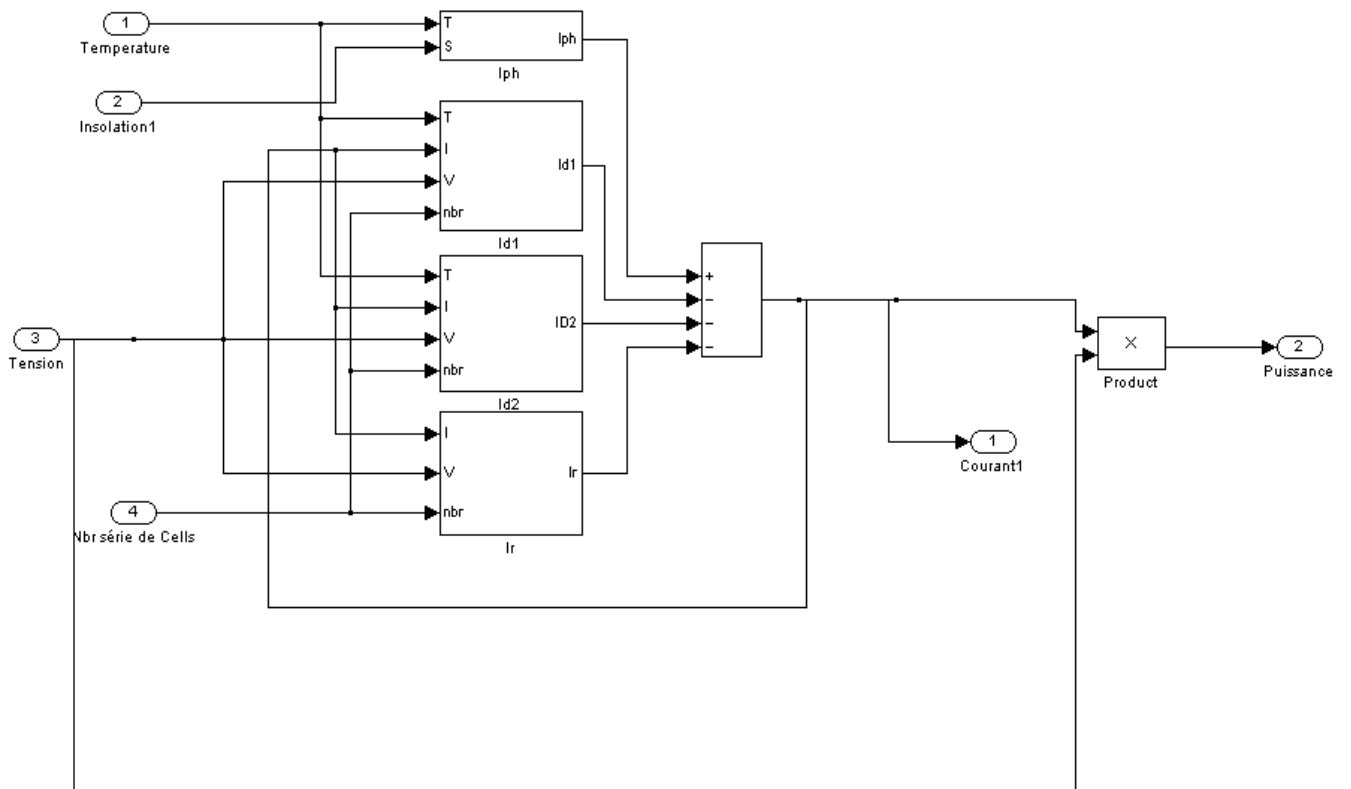 1
Temperature
2
Insolation1
T
S
Iph
Iph
T
I
V
nbr
Id1
Id1
T
I
V
nbr
ID2
Id2
3
Tension
I
V
nbr
Ir
Ir
4
Nbr série de Cells
+
−
−
−
×
Product
2
Puissance
1
Courant1